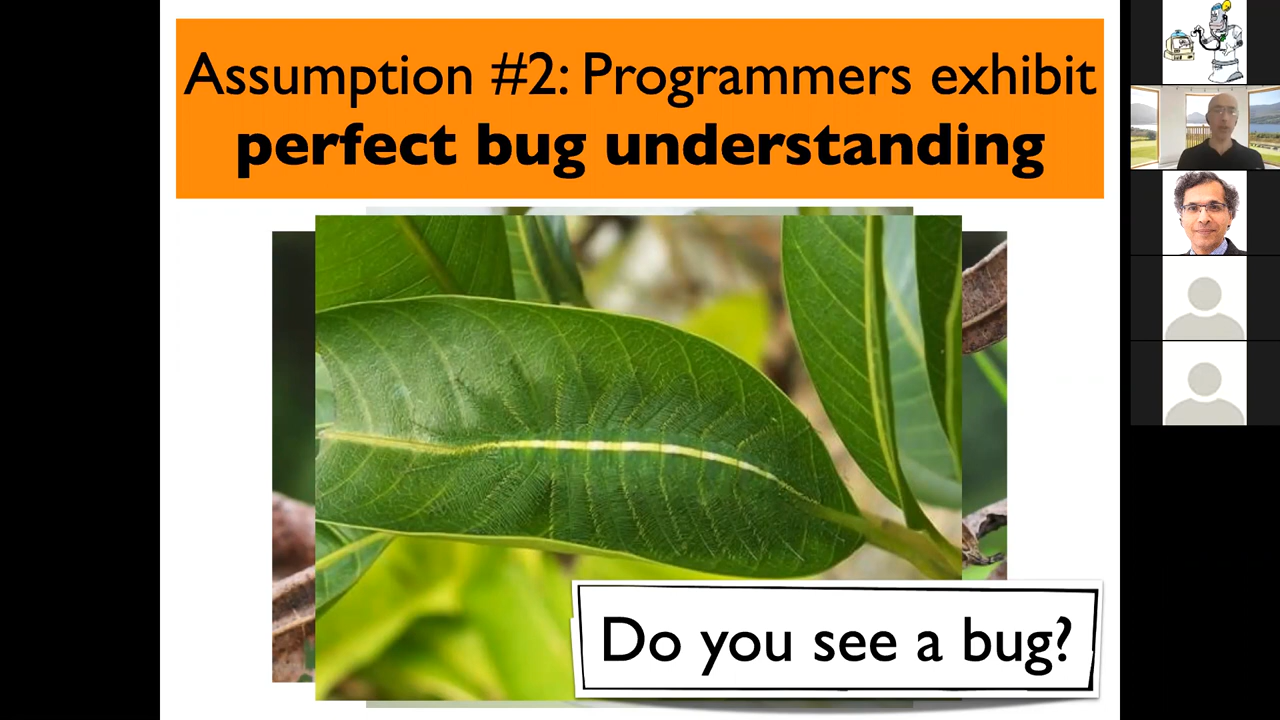 Assumption #2: Programmers exhibit
perfect bug understanding
Do you see a bug?